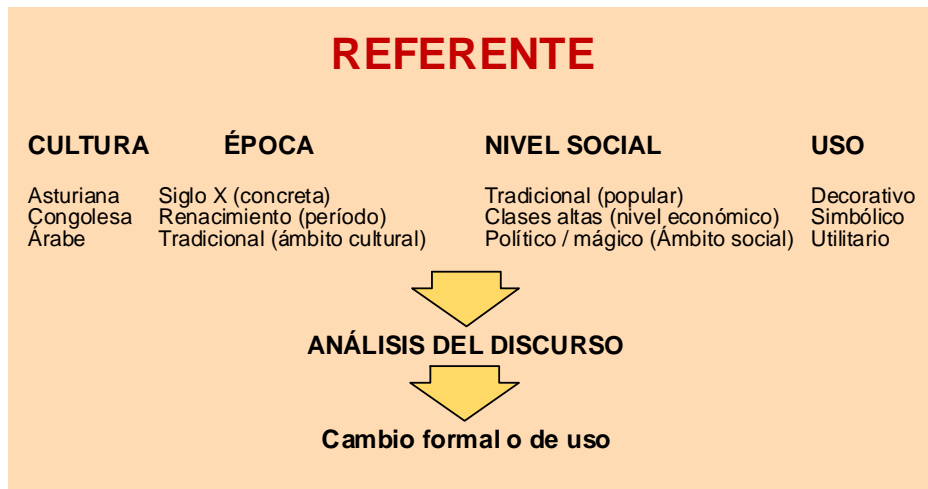 REFERENTE
CULTURA ÉPOCA NIVEL SOCIAL USO
Asturiana Siglo X (concreta) Tradicional (popular) Decorativo
Congolesa Renacimiento (período) Clases altas (nivel económico) Simbólico
Árabe Tradicional (ámbito cultural) Político / mágico (Ámbito social) Utilitario
ANÁLISIS DEL DISCURSO
Cambio formal o de uso